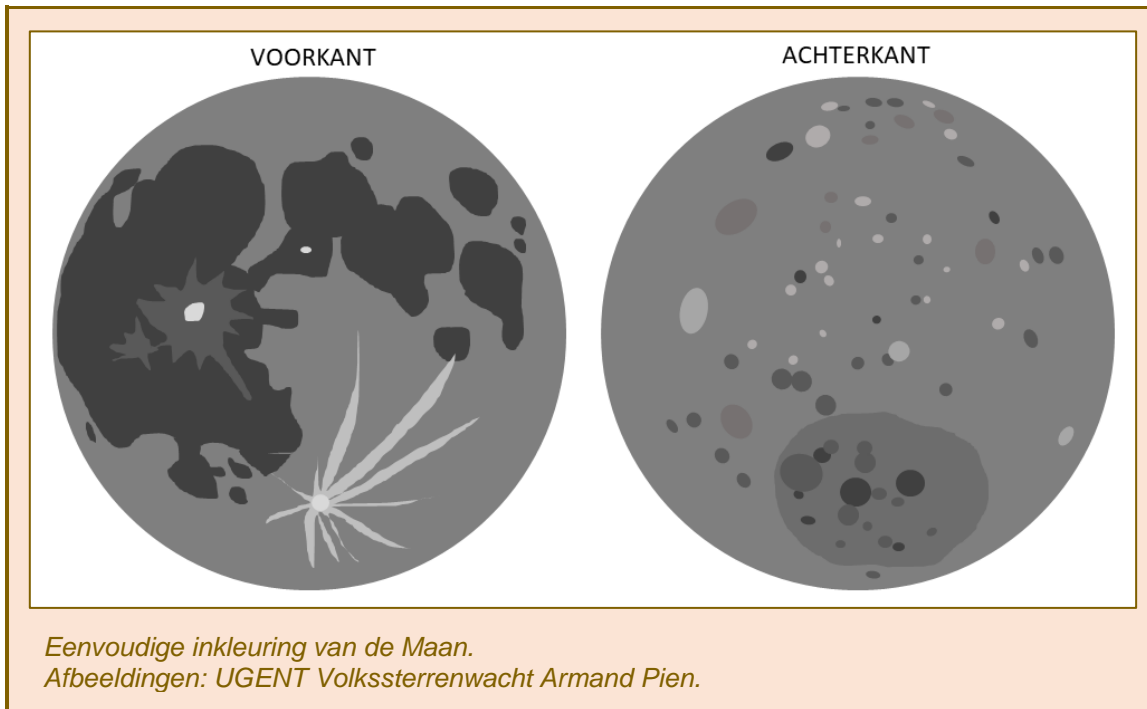 VOORKANT
ACHTERKANT
Eenvoudige inkleuring van de Maan.
Afbeeldingen: UGENT Volkssterrenwacht Armand Pien.